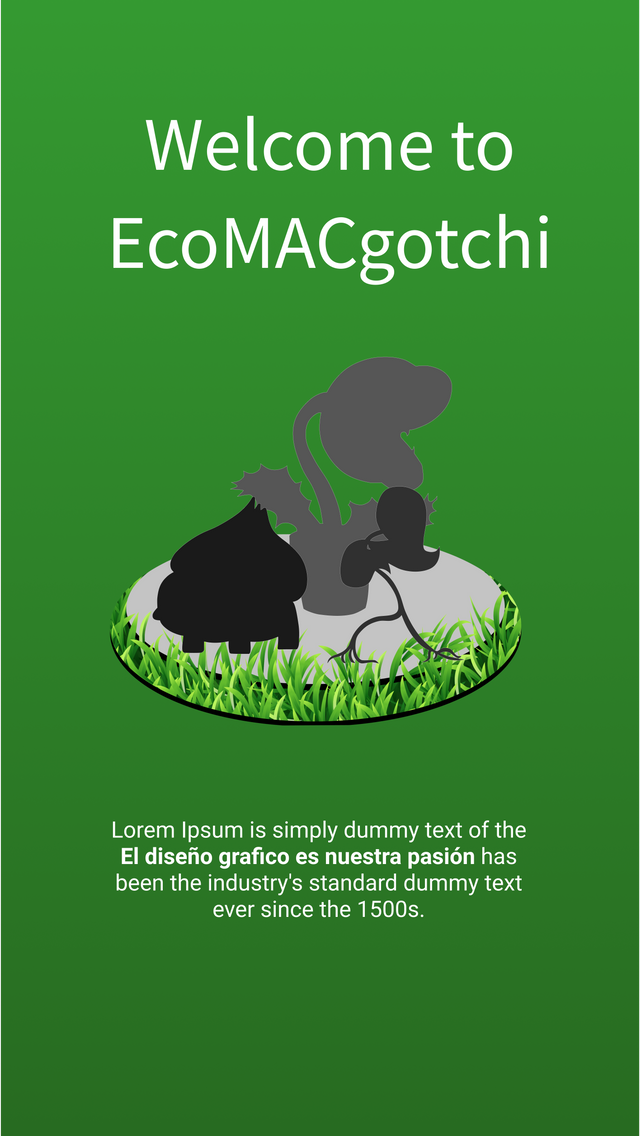 Welcome to
EcoMACgotchi
Lorem Ipsum is simply dummy text of the
El diseño grafico es nuestra pasión has
been the industry's standard dummy text
ever since the 1500s.